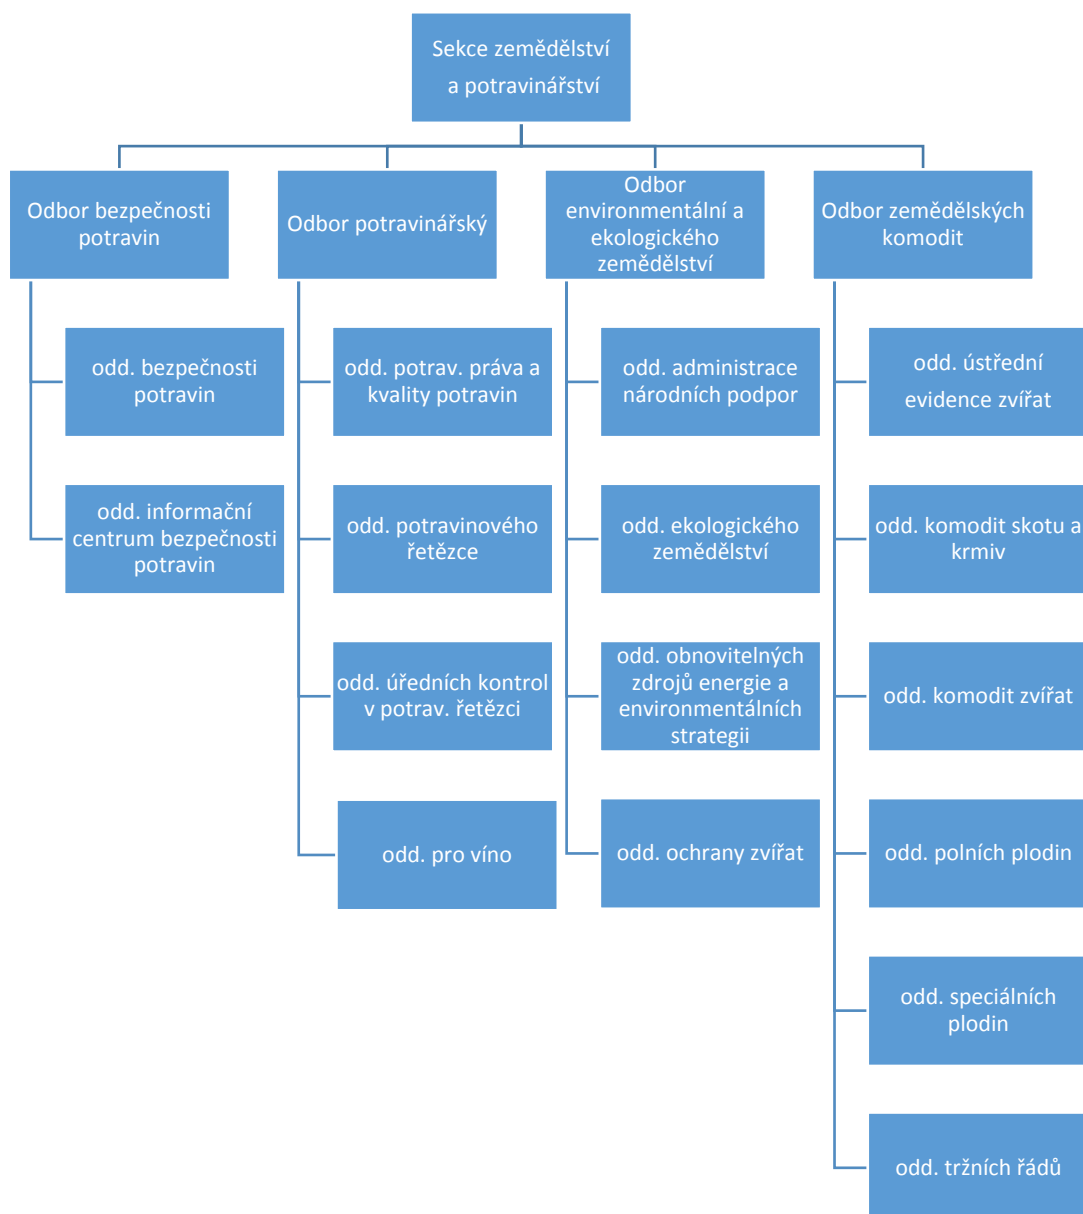 Sekce zemědělství
a potravinářství
Odbor bezpečnosti
potravin
Odbor potravinářský
Odbor
environmentální a
ekologického
zemědělství
Odbor zemědělských
komodit
odd. bezpečnosti
potravin
odd. potrav. práva a
kvality potravin
odd. administrace
národních podpor
odd. ústřední
evidence zvířat
odd. informační
centrum bezpečnosti
potravin
odd. potravinového
řetězce
odd. ekologického
zemědělství
odd. komodit skotu a
krmiv
odd. úředních kontrol
v potrav. řetězci
odd. obnovitelných
zdrojů energie a
environmentálních
strategii
odd. komodit zvířat
odd. pro víno
odd. ochrany zvířat
odd. polních plodin
odd. speciálních
plodin
odd. tržních řádů